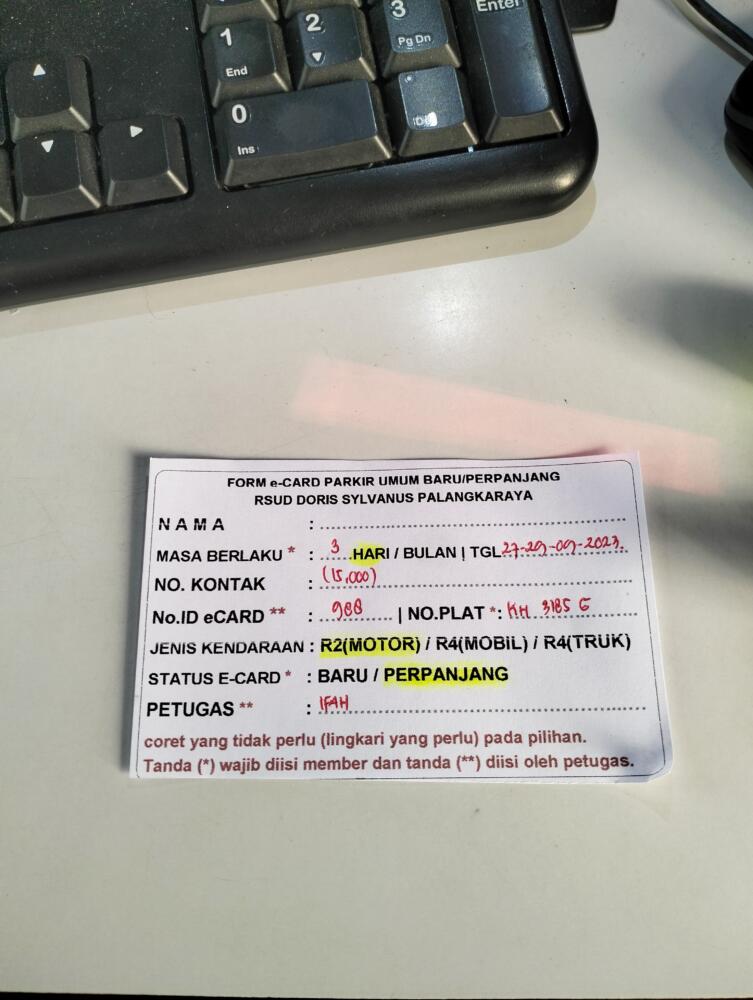 1 End
2
3 Pg Dn
Enter
0 Ins
FORM e-CARD PARKIR UMUM BARU/PERPANJANG
RSUD DORIS SYLVANUS PALANGKARAYA
NAMA : ........................................
MASA BERLAKU * : 3 HARI / BULAN | TGL 27-29-09-2023.
NO. KONTAK : (15,000)
No.ID eCARD ** : 988 | NO.PLAT *: KH 3185 G
JENIS KENDARAAN : R2(MOTOR) / R4(MOBiL) / R4(TRUK)
STATUS E-CARD * : BARU / PERPANJANG
PETUGAS ** : IFAH
coret yang tidak perlu (lingkari yang perlu) pada pilihan.
Tanda (*) wajib diisi member dan tanda (**) diisi oleh petugas.